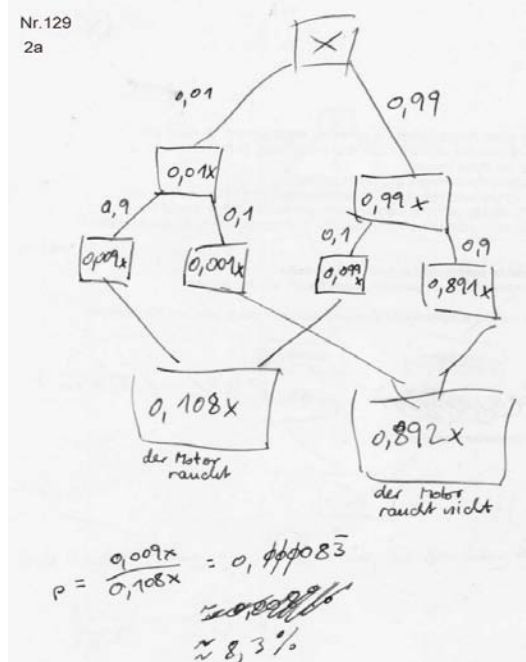 Nr.129
2a
X
0,01
0,99
0,01x
0,99x
0,9
0,1
0,1
0,9
0,009x
0,001x
0,099x
0,891x
0,108x
0,892x
der Motor
raucht
der Motor
raucht nicht
p = 0,009x / 0,108x = 0,083̅
≈ 8,3%